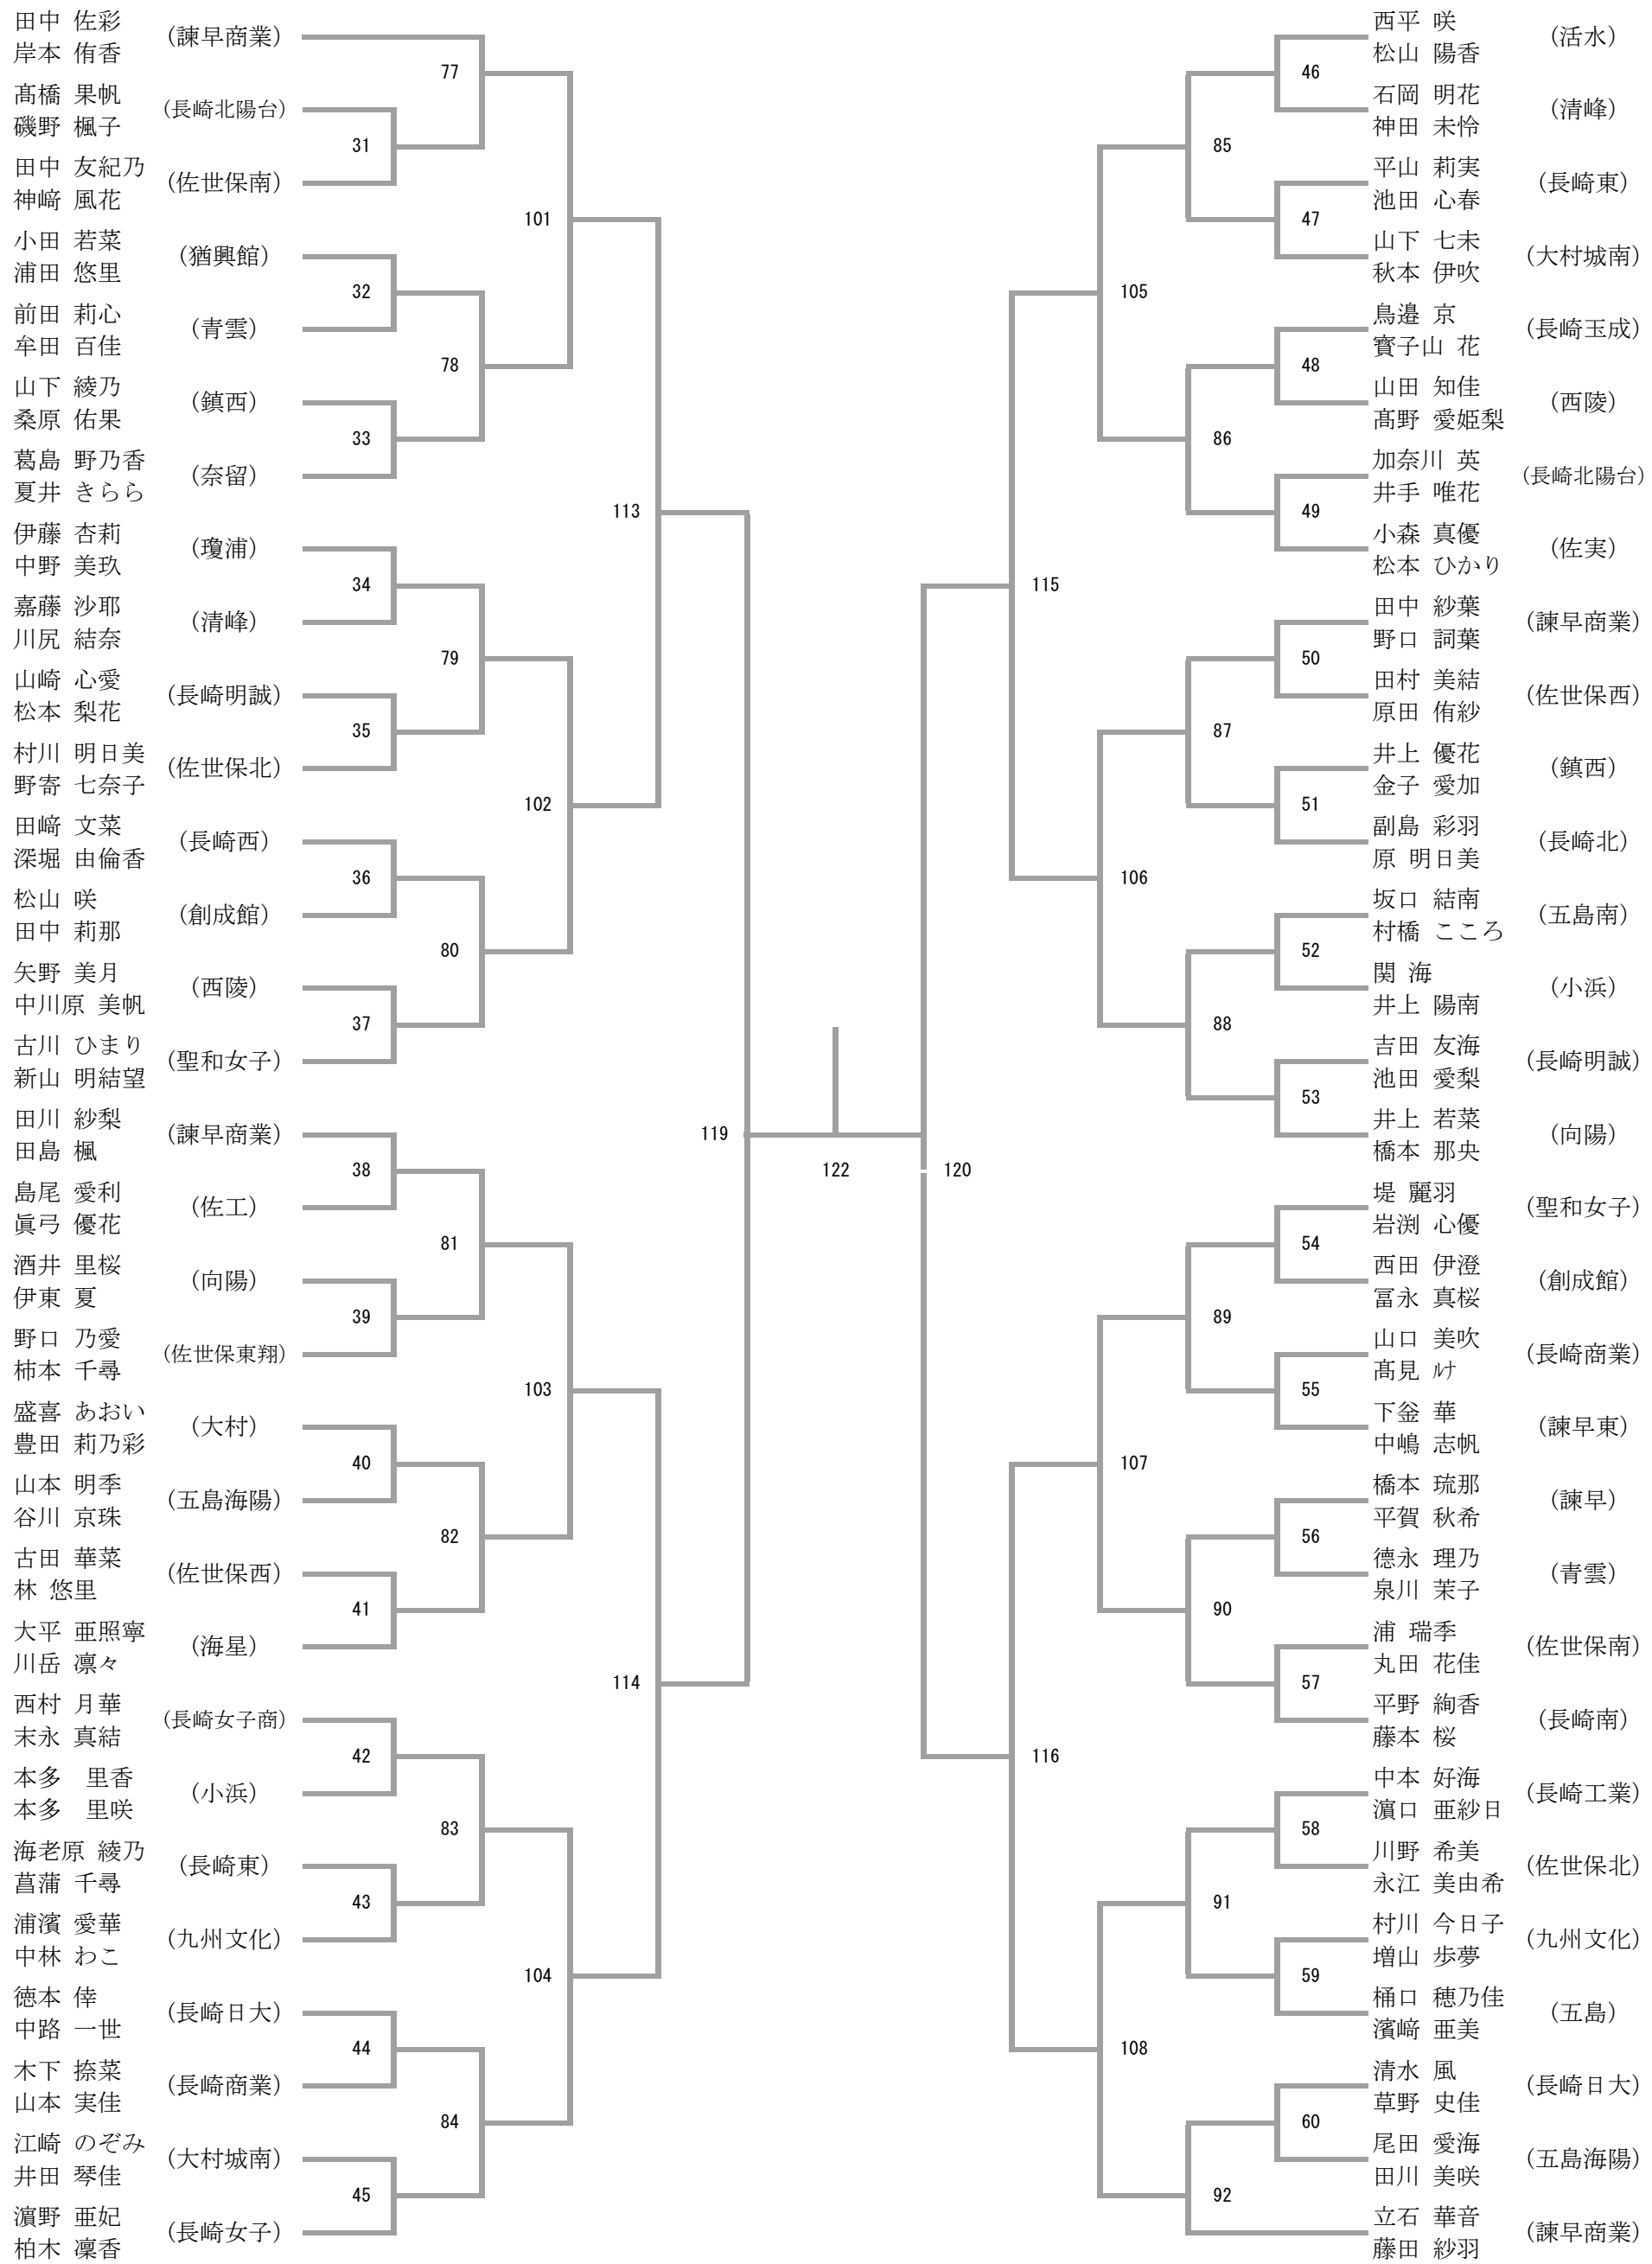 田中 佐彩
岸本 侑香
(諫早商業)
77
髙橋 果帆
磯野 楓子
(長崎北陽台)
31
田中 友紀乃
神﨑 風花
(佐世保南)
101
小田 若菜
浦田 悠里
(猶興館)
32
前田 莉心
牟田 百佳
(青雲)
78
山下 綾乃
桑原 佑果
(鎮西)
33
葛島 野乃香
夏井 きらら
(奈留)
113
伊藤 杏莉
中野 美玖
(瓊浦)
34
嘉藤 沙耶
川尻 結奈
(清峰)
79
山崎 心愛
松本 梨花
(長崎明誠)
35
村川 明日美
野寄 七奈子
(佐世保北)
102
田﨑 文菜
深堀 由倫香
(長崎西)
36
松山 咲
田中 莉那
(創成館)
80
矢野 美月
中川原 美帆
(西陵)
37
古川 ひまり
新山 明結望
(聖和女子)
119
田川 紗梨
田島 楓
(諫早商業)
38
島尾 愛利
眞弓 優花
(佐工)
81
酒井 里桜
伊東 夏
(向陽)
39
野口 乃愛
柿本 千尋
(佐世保東翔)
103
盛喜 あおい
豊田 莉乃彩
(大村)
40
山本 明季
谷川 京珠
(五島海陽)
82
古田 華菜
林 悠里
(佐世保西)
41
大平 亜照寧
川岳 凛々
(海星)
114
西村 月華
末永 真結
(長崎女子商)
42
本多　里香
本多　里咲
(小浜)
83
海老原 綾乃
菖蒲 千尋
(長崎東)
43
浦濱 愛華
中林 わこ
(九州文化)
104
徳本 倖
中路 一世
(長崎日大)
44
木下 捺菜
山本 実佳
(長崎商業)
84
江崎 のぞみ
井田 琴佳
(大村城南)
45
濵野 亜妃
柏木 凜香
(長崎女子)
122
120
西平 咲
松山 陽香
(活水)
46
石岡 明花
神田 未怜
(清峰)
85
平山 莉実
池田 心春
(長崎東)
47
山下 七未
秋本 伊吹
(大村城南)
105
鳥邉 京
寳子山 花
(長崎玉成)
48
山田 知佳
髙野 愛姫梨
(西陵)
86
加奈川 英
井手 唯花
(長崎北陽台)
49
小森 真優
松本 ひかり
(佐実)
115
田中 紗葉
野口 詞葉
(諫早商業)
50
田村 美結
原田 侑紗
(佐世保西)
87
井上 優花
金子 愛加
(鎮西)
51
副島 彩羽
原 明日美
(長崎北)
106
坂口 結南
村橋 こころ
(五島南)
52
関 海
井上 陽南
(小浜)
88
吉田 友海
池田 愛梨
(長崎明誠)
53
井上 若菜
橋本 那央
(向陽)
堤 麗羽
岩渕 心優
(聖和女子)
54
西田 伊澄
冨永 真桜
(創成館)
89
山口 美吹
髙見 ﾙﾅ
(長崎商業)
55
下釡 華
中嶋 志帆
(諫早東)
107
橋本 琉那
平賀 秋希
(諫早)
56
德永 理乃
泉川 茉子
(青雲)
90
浦 瑞季
丸田 花佳
(佐世保南)
57
平野 絢香
藤本 桜
(長崎南)
116
中本 好海
濵口 亜紗日
(長崎工業)
58
川野 希美
永江 美由希
(佐世保北)
91
村川 今日子
増山 歩夢
(九州文化)
59
桶口 穂乃佳
濱﨑 亜美
(五島)
108
清水 風
草野 史佳
(長崎日大)
60
尾田 愛海
田川 美咲
(五島海陽)
92
立石 華音
藤田 紗羽
(諫早商業)